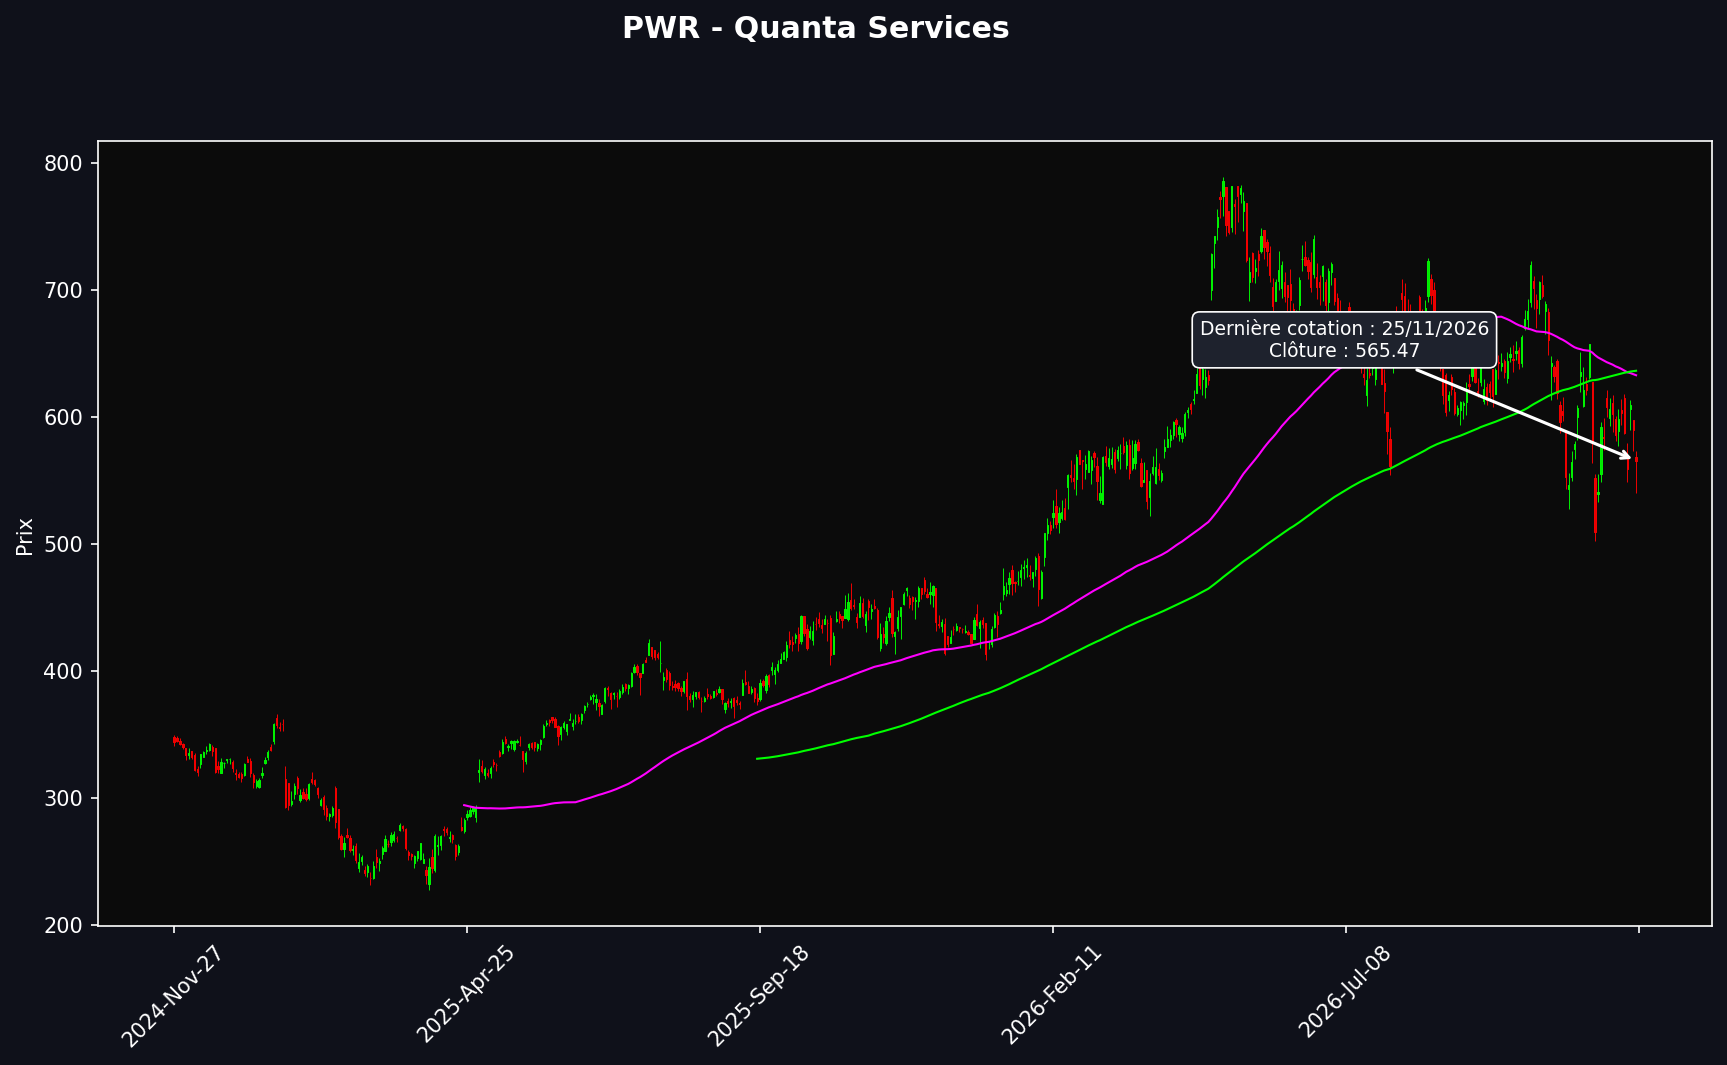 PWR - Quanta Services
800
700
600
500
400
300
200
Prix
Dernière cotation : 25/11/2026
Clôture : 565.47
2024-Nov-27
2025-Apr-25
2025-Sep-18
2026-Feb-11
2026-Jul-08